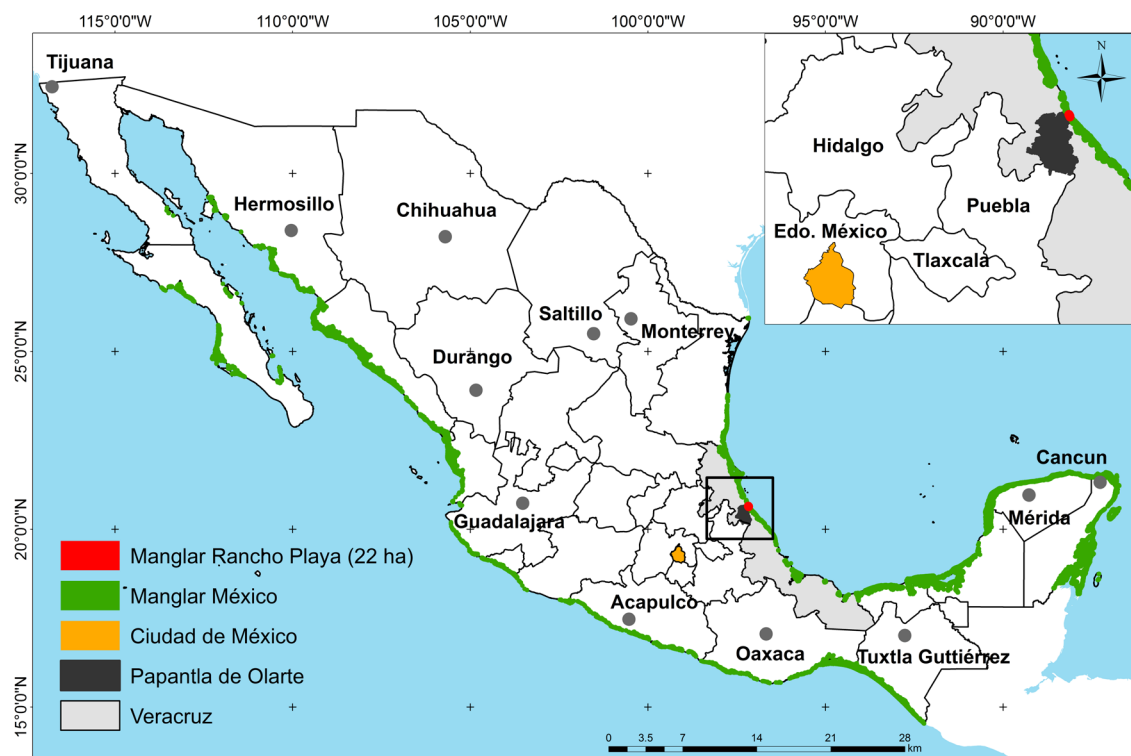 115°0'0"W 110°0'0"W 105°0'0"W 100°0'0"W 95°0'0"W 90°0'0"W
Tijuana
N
Hidalgo
Puebla
Edo. México
Tlaxcala
30°0'0"N
25°0'0"N
20°0'0"N
15°0'0"N
Hermosillo
Chihuahua
Saltillo
Monterrey
Durango
Cancun
Mérida
Guadalajara
Acapulco
Oaxaca
Tuxtla Guttiérrez
Manglar Rancho Playa (22 ha)
Manglar México
Ciudad de México
Papantla de Olarte
Veracruz
0 3.5 7 14 21 28
km